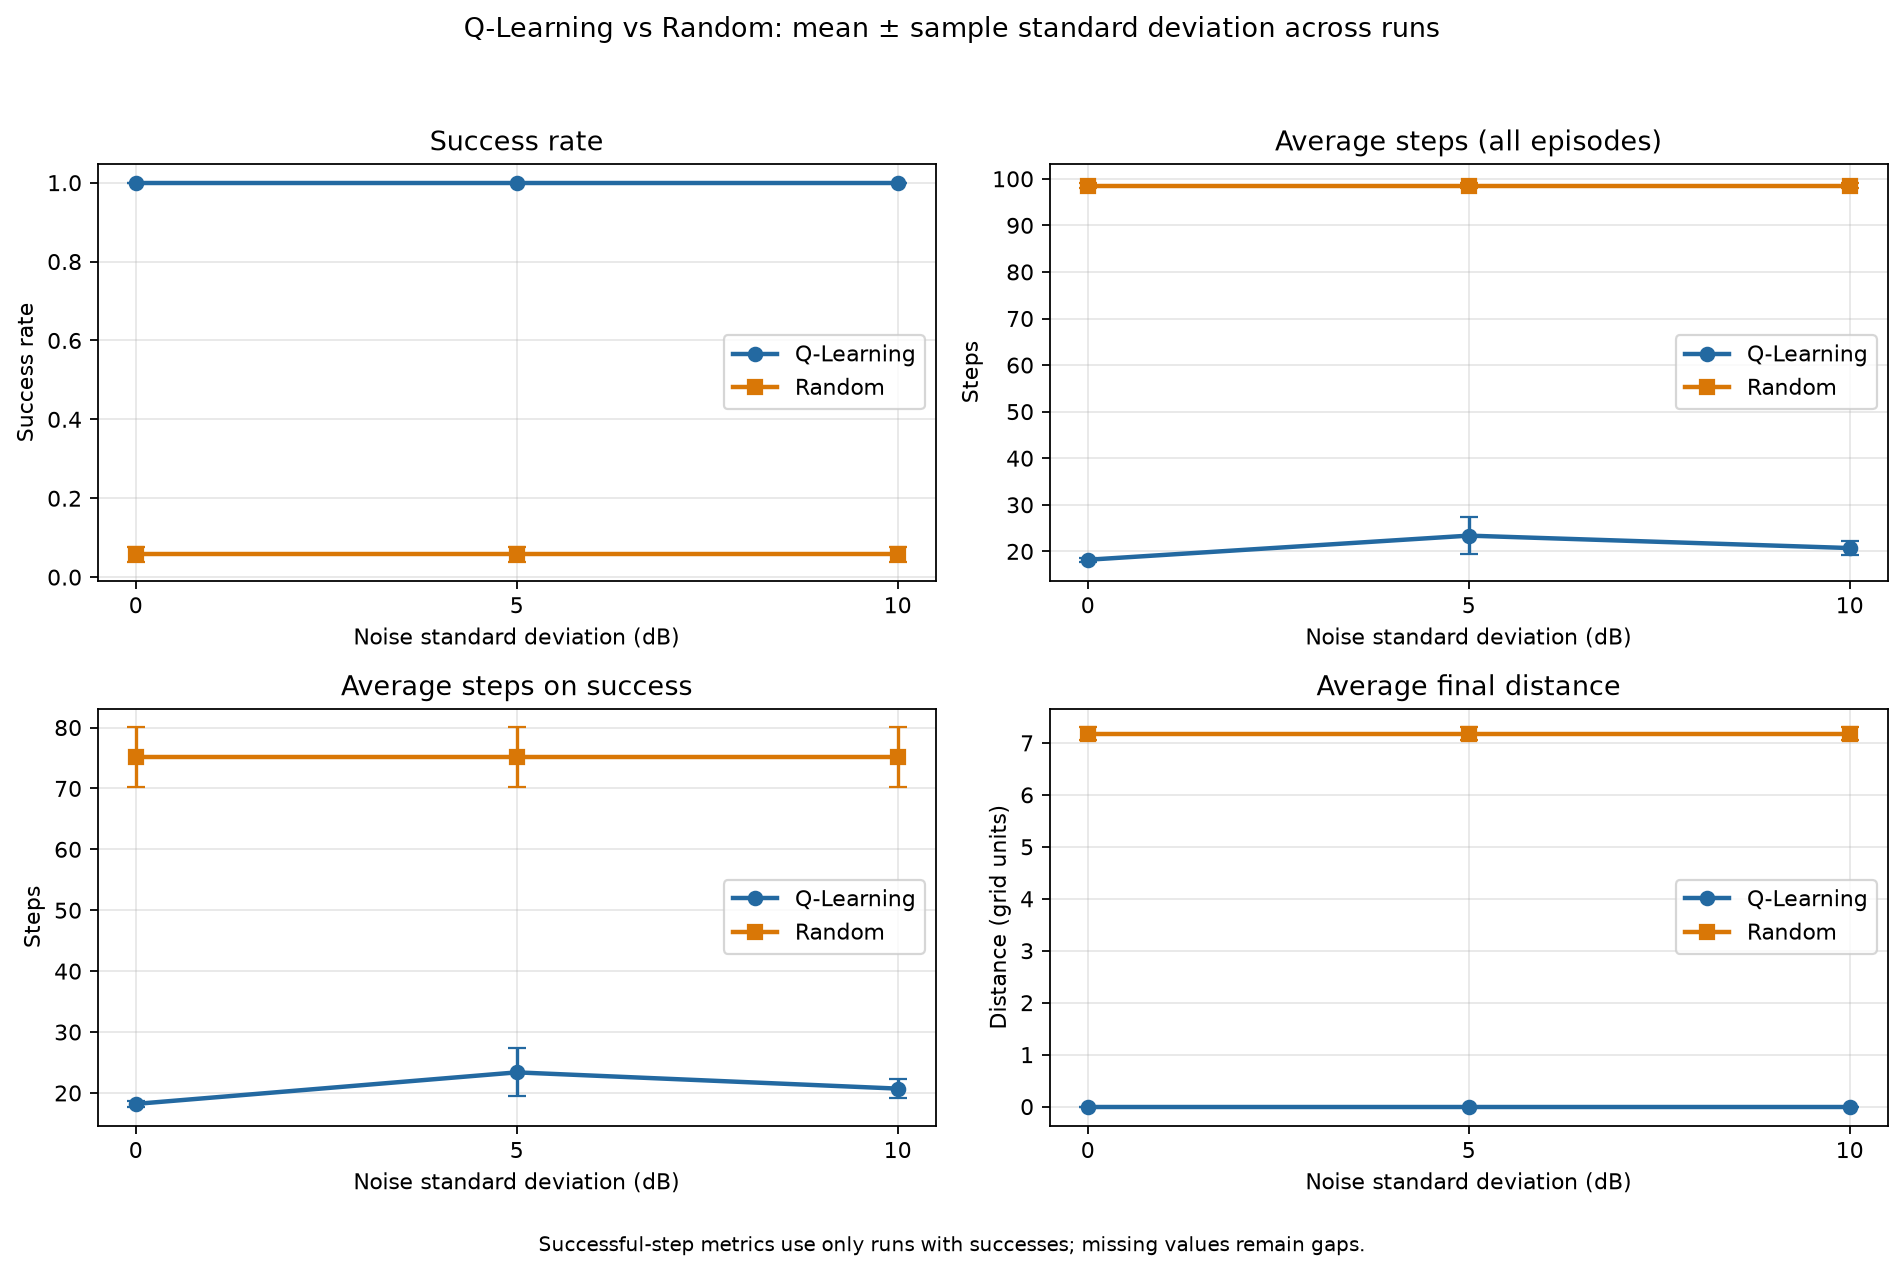 Q-Learning vs Random: mean ± sample standard deviation across runs
Success rate
1.0
0.8
0.6
0.4
0.2
0.0
Success rate
Q-Learning
Random
0
5
10
Noise standard deviation (dB)
Average steps (all episodes)
100
90
80
70
60
50
40
30
20
Steps
Q-Learning
Random
0
5
10
Noise standard deviation (dB)
Average steps on success
80
70
60
50
40
30
20
Steps
Q-Learning
Random
0
5
10
Noise standard deviation (dB)
Average final distance
7
6
5
4
3
2
1
0
Distance (grid units)
Q-Learning
Random
0
5
10
Noise standard deviation (dB)
Successful-step metrics use only runs with successes; missing values remain gaps.